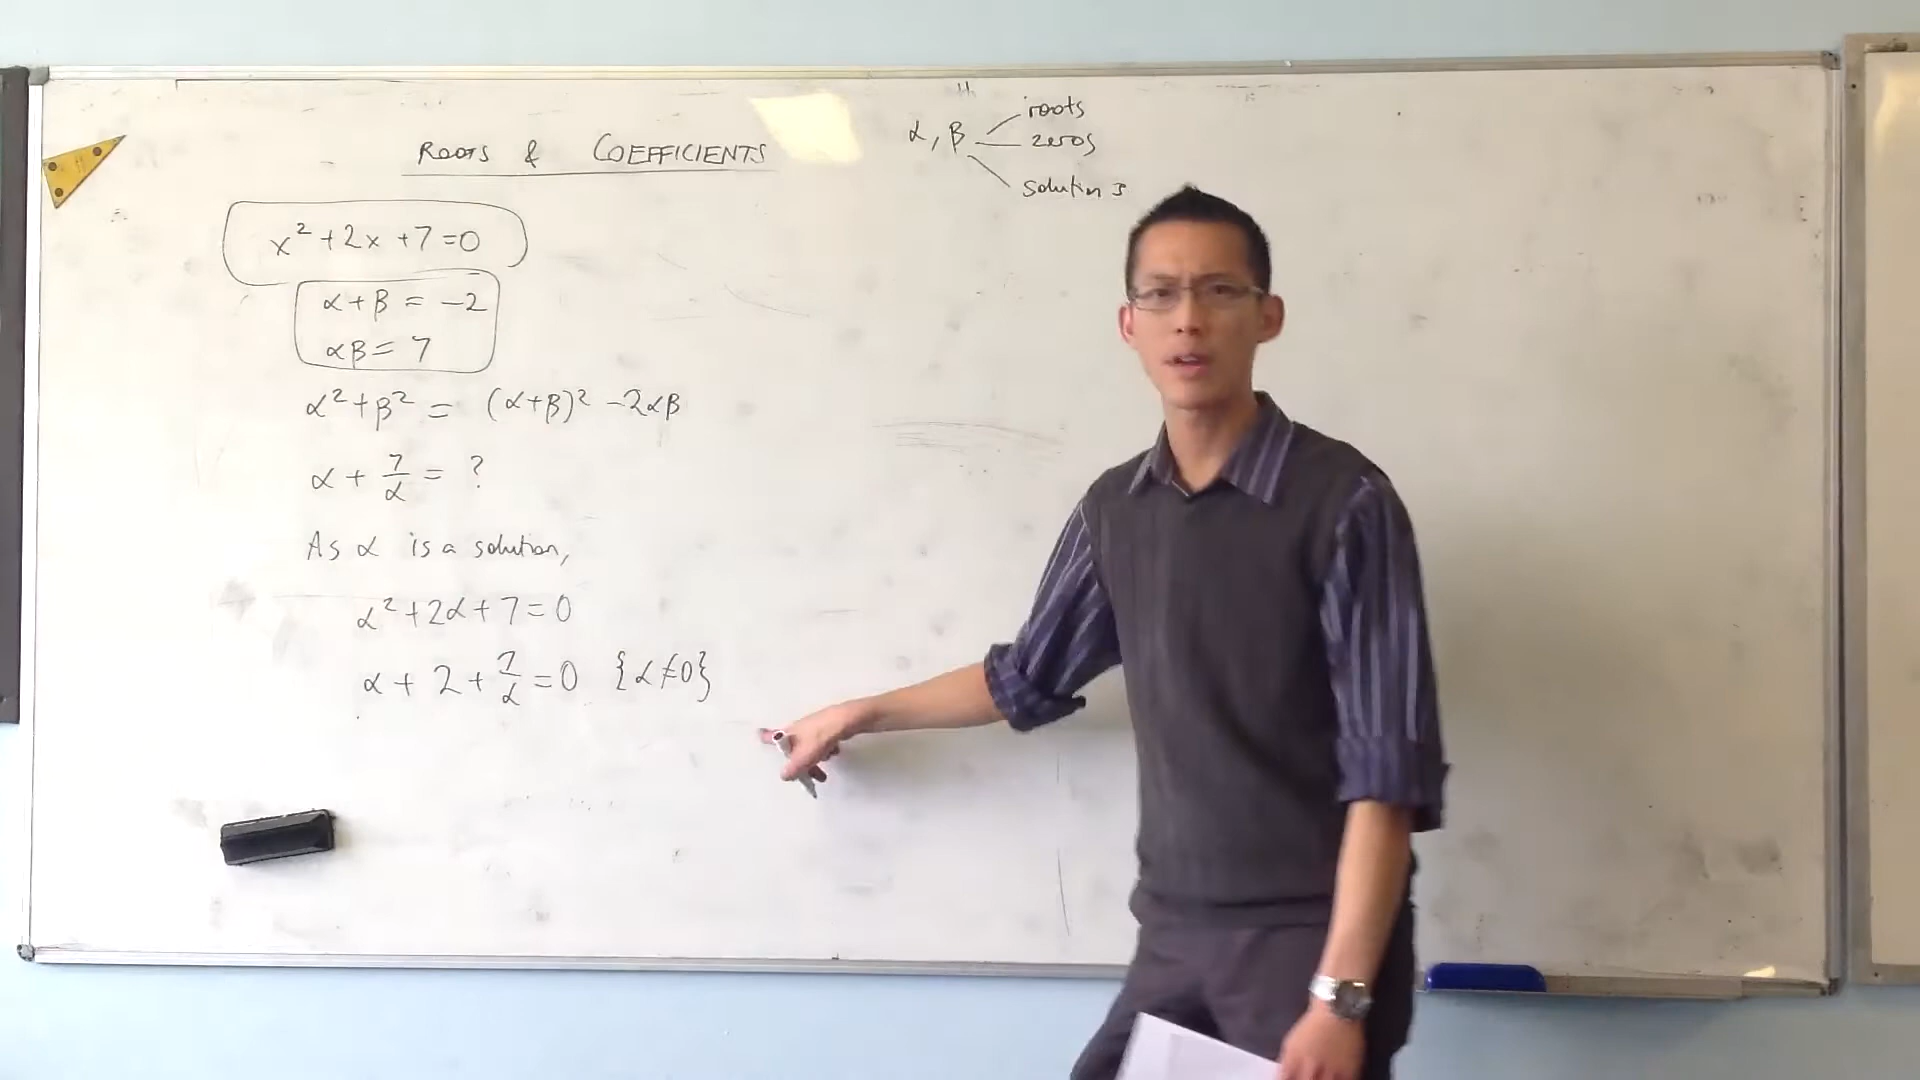 ROOTS & COEFFICIENTS
x² + 2x + 7 = 0
α + β = -2
αβ = 7
α² + β² = (α+β)² - 2αβ
α + 7/α = ?
As α is a solution,
α² + 2α + 7 = 0
α + 2 + 7/α = 0 {α ≠ 0}
α, β
roots
zeros
solutions